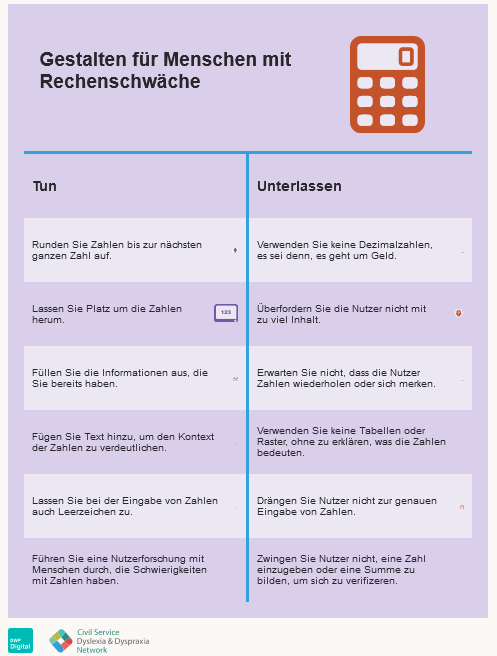 Gestalten für Menschen mit
Rechenschwäche
Tun
Unterlassen
Runden Sie Zahlen bis zur nächsten
ganzen Zahl auf.
Verwenden Sie keine Dezimalzahlen,
es sei denn, es geht um Geld.
Lassen Sie Platz um die Zahlen
herum.
123
Überfordern Sie die Nutzer nicht mit
zu viel Inhalt.
Füllen Sie die Informationen aus, die
Sie bereits haben.
Erwarten Sie nicht, dass die Nutzer
Zahlen wiederholen oder sich merken.
Fügen Sie Text hinzu, um den Kontext
der Zahlen zu verdeutlichen.
Verwenden Sie keine Tabellen oder
Raster, ohne zu erklären, was die Zahlen
bedeuten.
Lassen Sie bei der Eingabe von Zahlen
auch Leerzeichen zu.
Drängen Sie Nutzer nicht zur genauen
Eingabe von Zahlen.
Führen Sie eine Nutzerforschung mit
Menschen durch, die Schwierigkeiten
mit Zahlen haben.
Zwingen Sie Nutzer nicht, eine Zahl
einzugeben oder eine Summe zu
bilden, um sich zu verifizieren.
DWP
Digital
Civil Service
Dyslexia & Dyspraxia
Network